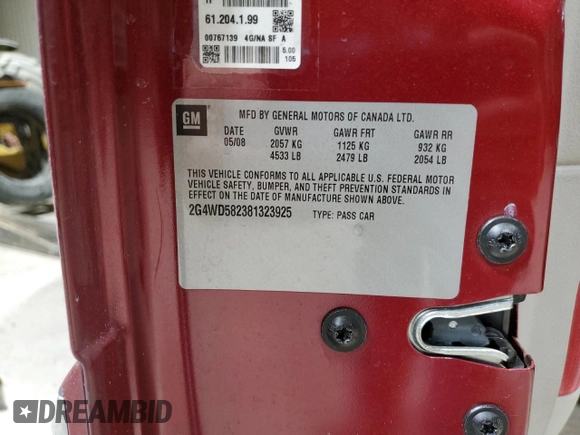 61.204.1.99
00767139 4G/NA SF A
5.00
105
GM
MFD BY GENERAL MOTORS OF CANADA LTD.
DATE GVWR GAWR FRT GAWR RR
05/08 2057 KG 1125 KG 932 KG
4533 LB 2479 LB 2054 LB
THIS VEHICLE CONFORMS TO ALL APPLICABLE U.S. FEDERAL MOTOR
VEHICLE SAFETY, BUMPER, AND THEFT PREVENTION STANDARDS IN
EFFECT ON THE DATE OF MANUFACTURE SHOWN ABOVE.
2G4WD582381323925 TYPE: PASS CAR
DREAMBID